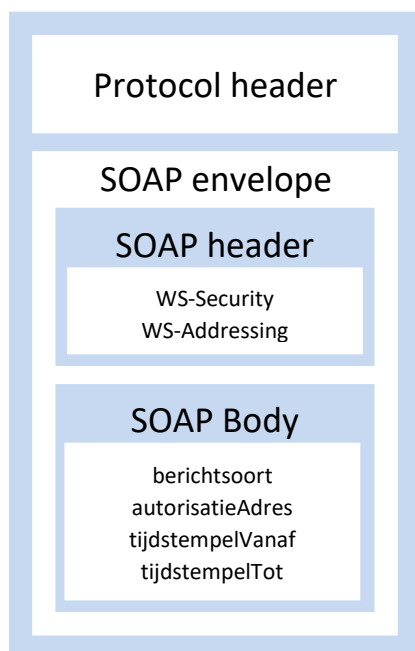 Protocol header
SOAP envelope
SOAP header
WS-Security
WS-Addressing
SOAP Body
berichtsoort
autorisatieAdres
tijdstempelVanaf
tijdstempelTot